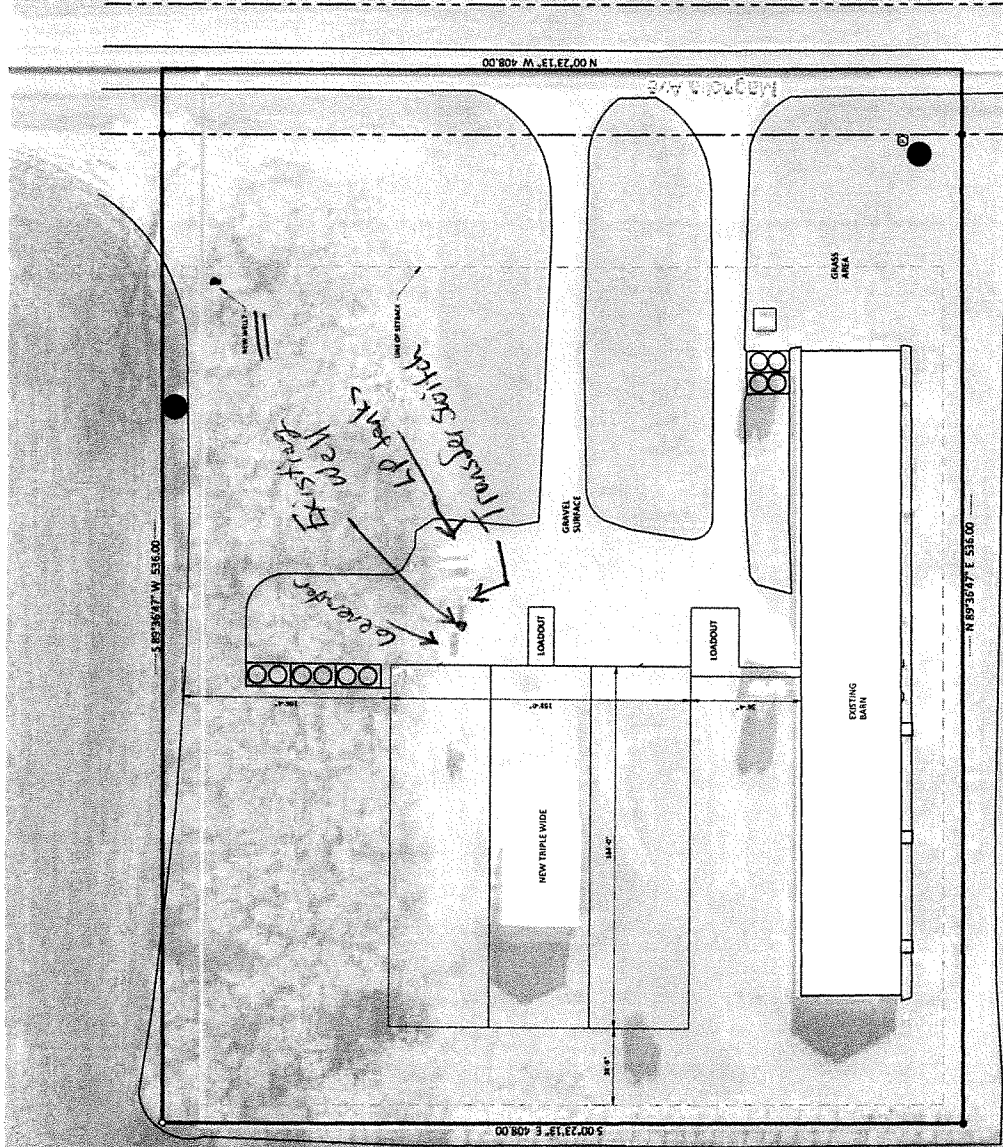 N 00°23'13" W 408.00
Magnolia Ave
S 89°36'47" W 536.00
NEW WELL?
LINE OF SETBACK
GRASS
AREA
Existing
Well
LP tanks
Transfer Switch
Generator
GRAVEL
SURFACE
LOADOUT
LOADOUT
EXISTING
BARN
NEW TRIPLE WIDE
N 89°36'47" E 536.00
S 00°23'13" E 408.00